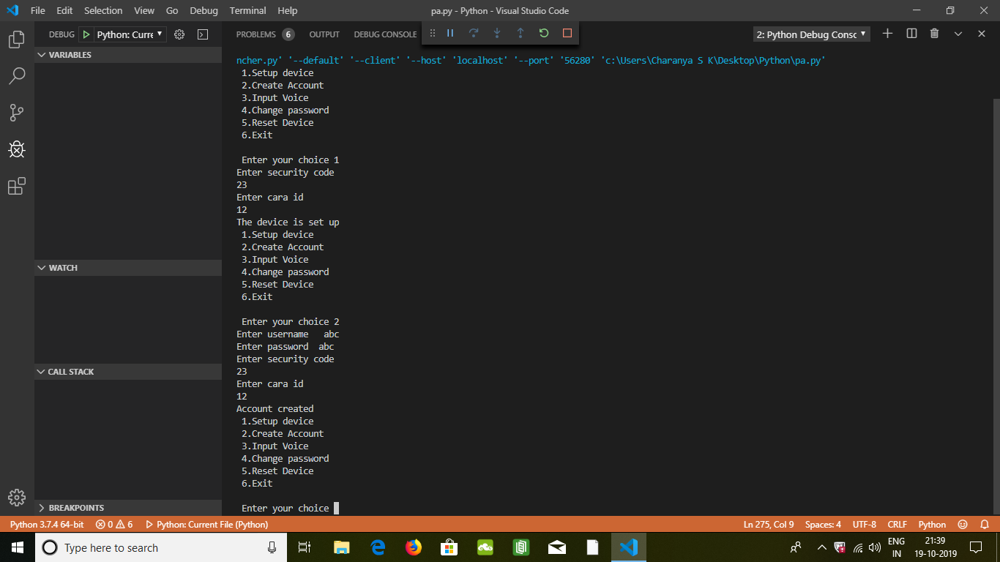 File Edit Selection View Go Debug Terminal Help
pa.py - Python - Visual Studio Code
DEBUG Python: Curre
PROBLEMS 6 OUTPUT DEBUG CONSOLE
2: Python Debug Consc
VARIABLES
WATCH
CALL STACK
BREAKPOINTS
ncher.py' '--default' '--client' '--host' 'localhost' '--port' '56280' 'c:\Users\Charanya S K\Desktop\Python\pa.py'
1.Setup device
2.Create Account
3.Input Voice
4.Change password
5.Reset Device
6.Exit
Enter your choice 1
Enter security code
23
Enter cara id
12
The device is set up
1.Setup device
2.Create Account
3.Input Voice
4.Change password
5.Reset Device
6.Exit
Enter your choice 2
Enter username   abc
Enter password  abc
Enter security code
23
Enter cara id
12
Account created
1.Setup device
2.Create Account
3.Input Voice
4.Change password
5.Reset Device
6.Exit
Enter your choice
Python 3.7.4 64-bit 0 6 Python: Current File (Python)
Ln 275, Col 9 Spaces: 4 UTF-8 CRLF Python
Type here to search
ENG
IN
21:39
19-10-2019